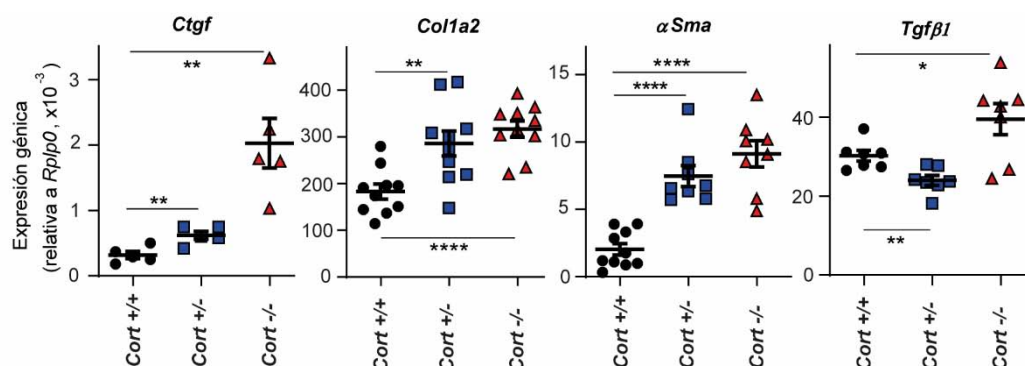 Ctgf
Col1a2
αSma
Tgfβ1
Expresión génica
(relativa a Rplp0, x10⁻³)
3
2
1
0
**
**
Cort +/+
Cort +/-
Cort -/-
400
300
200
100
0
**
****
Cort +/+
Cort +/-
Cort -/-
15
10
5
0
****
****
Cort +/+
Cort +/-
Cort -/-
40
20
0
*
**
Cort +/+
Cort +/-
Cort -/-